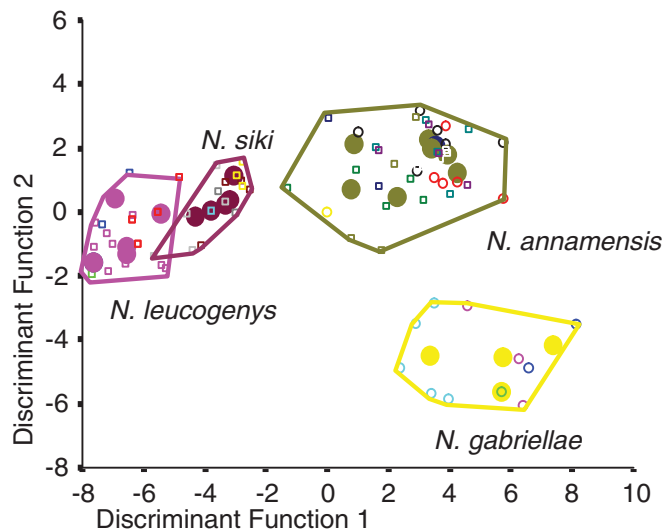 6
4
2
0
-2
-4
-6
-8
Discriminant Function 2
N. siki
N. annamensis
N. leucogenys
N. gabriellae
-8 -6 -4 -2 0 2 4 6 8 10
Discriminant Function 1